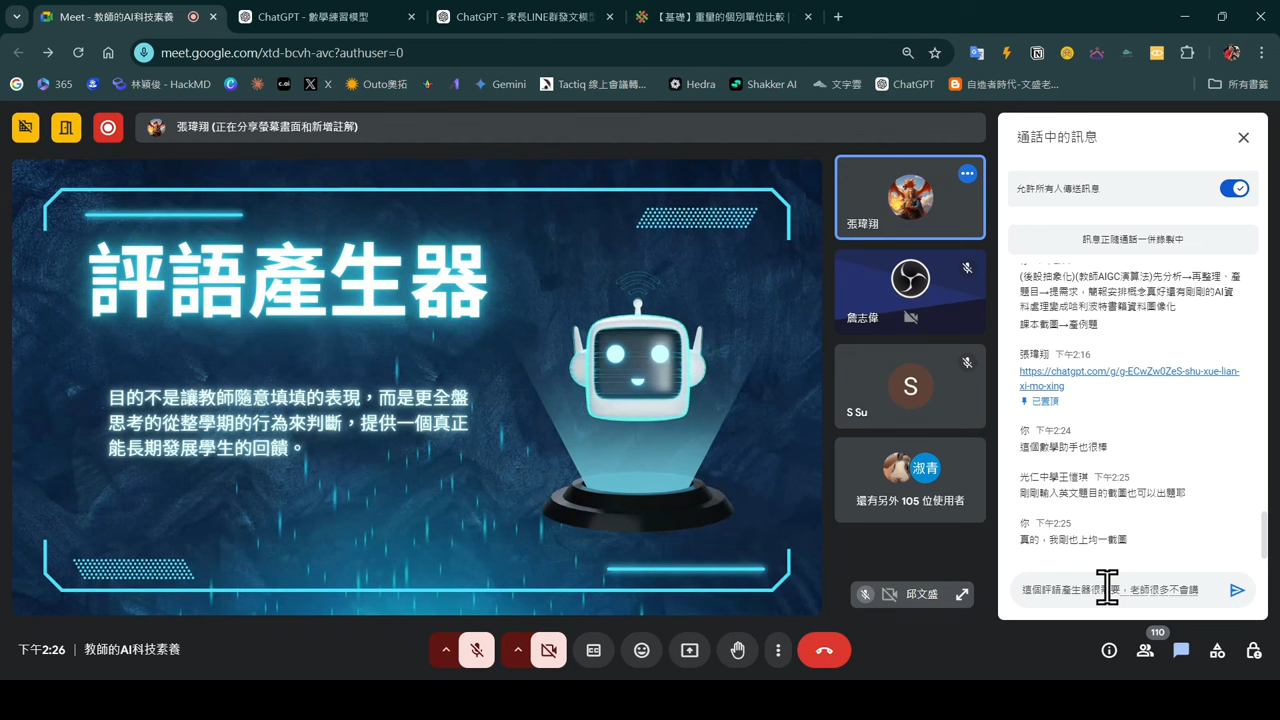 Meet - 教師的AI科技素養
ChatGPT - 數學練習模型
ChatGPT - 家長LINE群發文模型
【基礎】重量的個別單位比較 |
meet.google.com/xtd-bcvh-avc?authuser=0
365
林穎俊 - HackMD
X
Outo奧拓
Gemini
Tactiq 線上會議轉...
Hedra
Shakker AI
文字雲
ChatGPT
自造者時代-文盛老...
所有書籤
張瑋翔 (正在分享螢幕畫面和新增註解)
評語產生器
目的不是讓教師隨意填填的表現，而是更全盤
思考的從整學期的行為來判斷，提供一個真正
能長期發展學生的回饋。
張瑋翔
詹志偉
S
S Su
淑青
還有另外 105 位使用者
邱文盛
通話中的訊息
允許所有人傳送訊息
訊息正隨通話一併錄製中
(後設抽象化)(教師AIGC演算法)先分析→再整理、產
題目→提需求，簡報安排概念真好還有剛剛的AI資
料處理變成哈利波特書籍資料圖像化
課本截圖→產例題
張瑋翔 下午2:16
https://chatgpt.com/g/g-ECwZw0ZeS-shu-xue-lian-
xi-mo-xing
已置頂
你 下午2:24
這個數學助手也很棒
光仁中學王愷琪 下午2:25
剛剛輸入英文題目的截圖也可以出題耶
你 下午2:25
真的，我剛也上均一截圖
這個評語產生器很需要，老師很多不會講
下午2:26 | 教師的AI科技素養
110